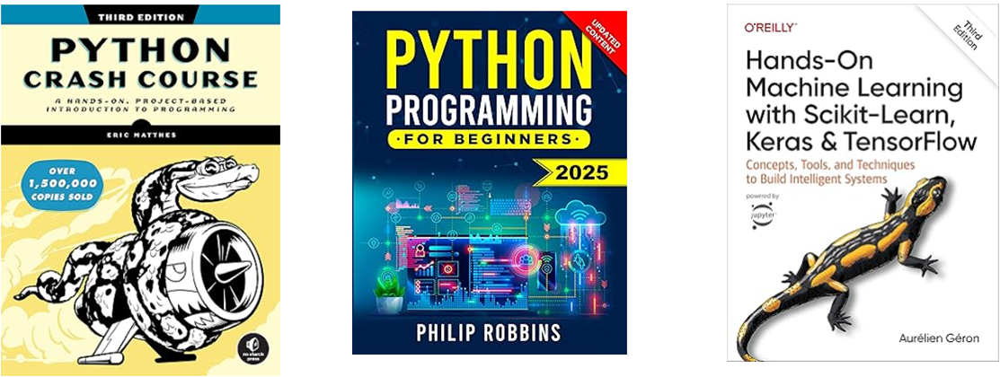 THIRD EDITION
PYTHON
CRASH COURSE
A HANDS-ON, PROJECT-BASED
INTRODUCTION TO PROGRAMMING
ERIC MATTHES
OVER
1,500,000
COPIES SOLD
no starch
press
UPDATED
CONTENT
PYTHON
PROGRAMMING
·FOR BEGINNERS·
2025
PHILIP ROBBINS
O'REILLY®
Third
Edition
Hands-On
Machine Learning
with Scikit-Learn,
Keras & TensorFlow
Concepts, Tools, and Techniques
to Build Intelligent Systems
powered by
jupyter
Aurélien Géron